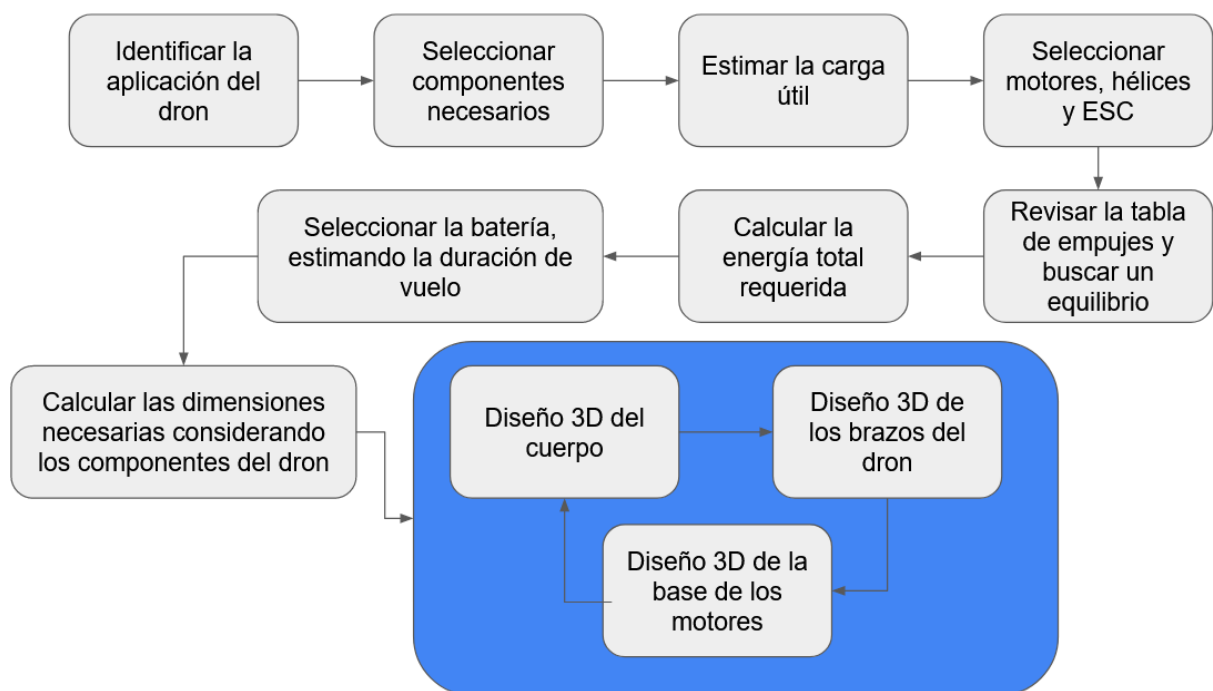 Identificar la
aplicación del
dron
Seleccionar
componentes
necesarios
Estimar la carga
útil
Seleccionar
motores, hélices
y ESC
Revisar la tabla
de empujes y
buscar un
equilibrio
Calcular la
energía total
requerida
Seleccionar la batería,
estimando la duración de
vuelo
Calcular las dimensiones
necesarias considerando
los componentes del dron
Diseño 3D del
cuerpo
Diseño 3D de
los brazos del
dron
Diseño 3D de la
base de los
motores